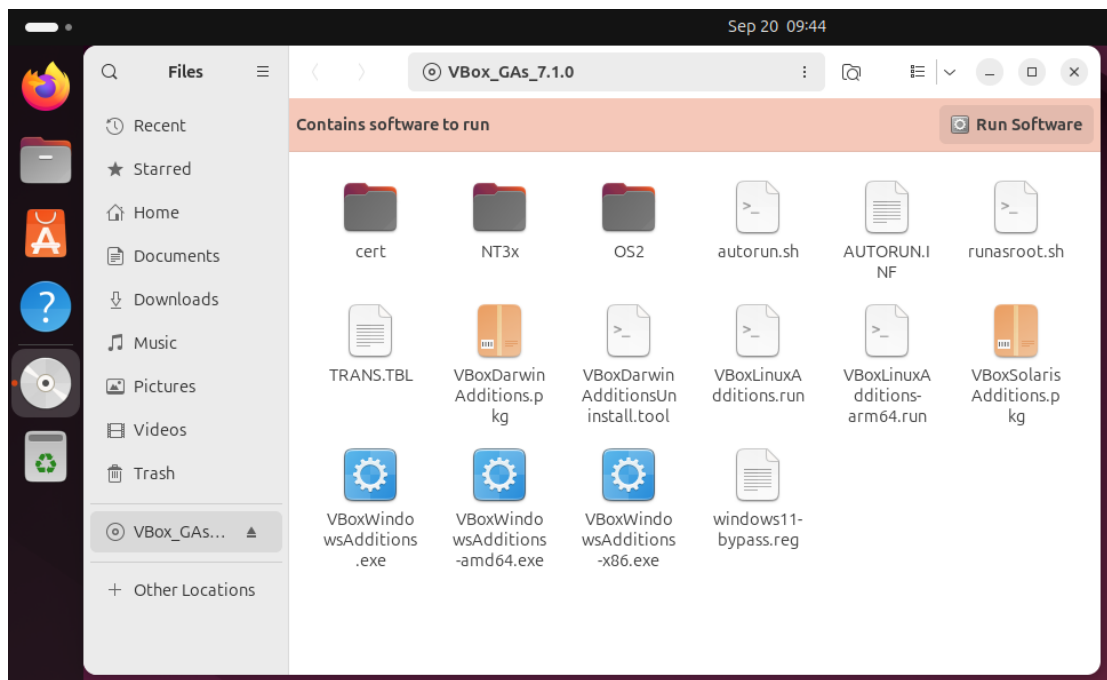 Sep 20 09:44
Files
VBox_GAs_7.1.0
Contains software to run
Run Software
Recent
Starred
Home
Documents
Downloads
Music
Pictures
Videos
Trash
VBox_GAs...
Other Locations
cert
NT3x
OS2
autorun.sh
AUTORUN.I
NF
runasroot.sh
TRANS.TBL
VBoxDarwin
Additions.p
kg
VBoxDarwin
AdditionsUn
install.tool
VBoxLinuxA
dditions.run
VBoxLinuxA
dditions-
arm64.run
VBoxSolaris
Additions.p
kg
VBoxWindo
wsAdditions
.exe
VBoxWindo
wsAdditions
-amd64.exe
VBoxWindo
wsAdditions
-x86.exe
windows11-
bypass.reg